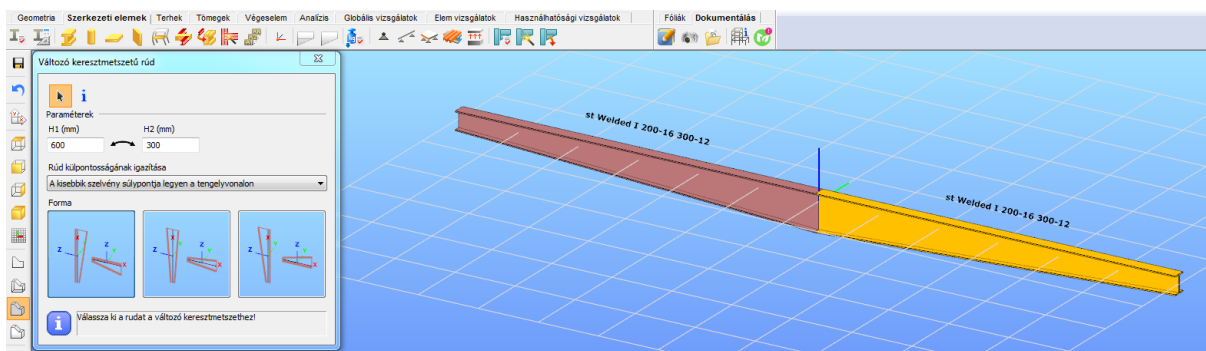 Geometria Szerkezeti elemek Terhek Tömegek Végeselem Analízis Globális vizsgálatok Elem vizsgálatok Használhatósági vizsgálatok Fóliák Dokumentálás
Változó keresztmetszetű rúd
Paraméterek
H1 (mm) H2 (mm)
600 300
Rúd külpontosságának igazítása
A kisebbik szelvény súlypontja legyen a tengelyvonalon
Forma
Z X Y Z Y X Z X Y Z Y X Z X Y Z Y X
Válassza ki a rudat a változó keresztmetszethez!
st Welded I 200-16 300-12
st Welded I 200-16 300-12